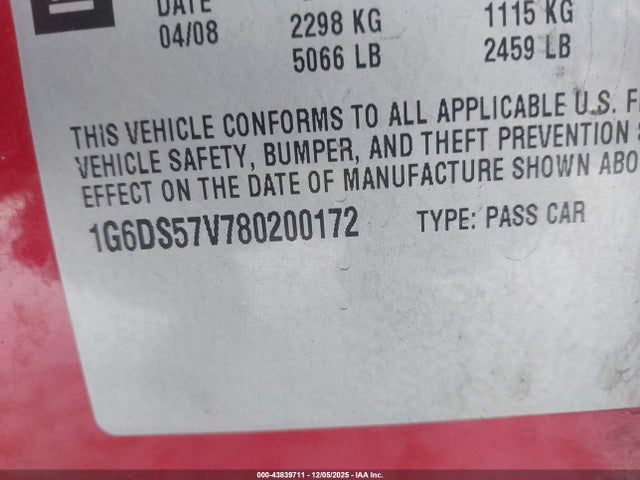 DATE
04/08
2298 KG
5066 LB
1115 KG
2459 LB
THIS VEHICLE CONFORMS TO ALL APPLICABLE U.S. F
VEHICLE SAFETY, BUMPER, AND THEFT PREVENTION
EFFECT ON THE DATE OF MANUFACTURE SHOWN ABO
1G6DS57V780200172
TYPE: PASS CAR
000-43839711 - 12/05/2025 - IAA Inc.